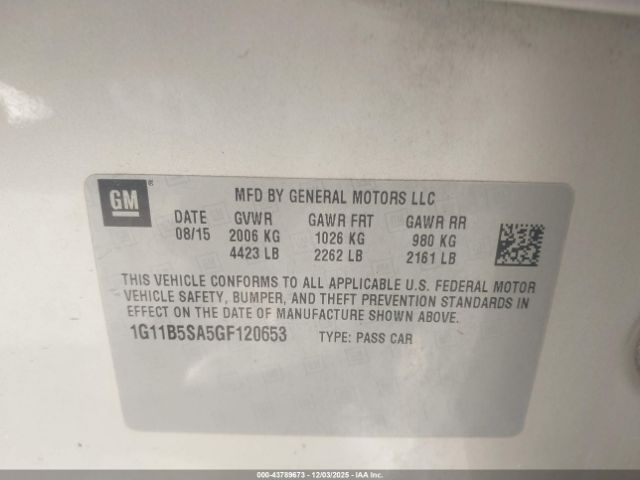 GM ®
MFD BY GENERAL MOTORS LLC
DATE GVWR GAWR FRT GAWR RR
08/15 2006 KG 1026 KG 980 KG
4423 LB 2262 LB 2161 LB
THIS VEHICLE CONFORMS TO ALL APPLICABLE U.S. FEDERAL MOTOR
VEHICLE SAFETY, BUMPER, AND THEFT PREVENTION STANDARDS IN
EFFECT ON THE DATE OF MANUFACTURE SHOWN ABOVE.
1G11B5SA5GF120653 TYPE: PASS CAR
000-43789673 - 12/03/2025 - IAA Inc.